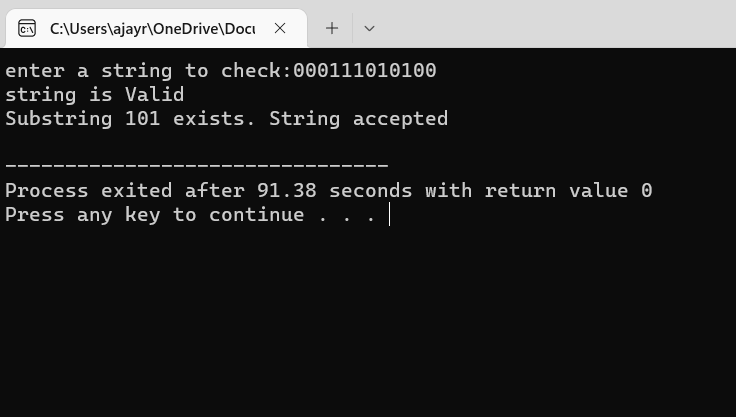 C:\Users\ajayr\OneDrive\Docu
enter a string to check:000111010100
string is Valid
Substring 101 exists. String accepted
--------------------------------
Process exited after 91.38 seconds with return value 0
Press any key to continue . . .